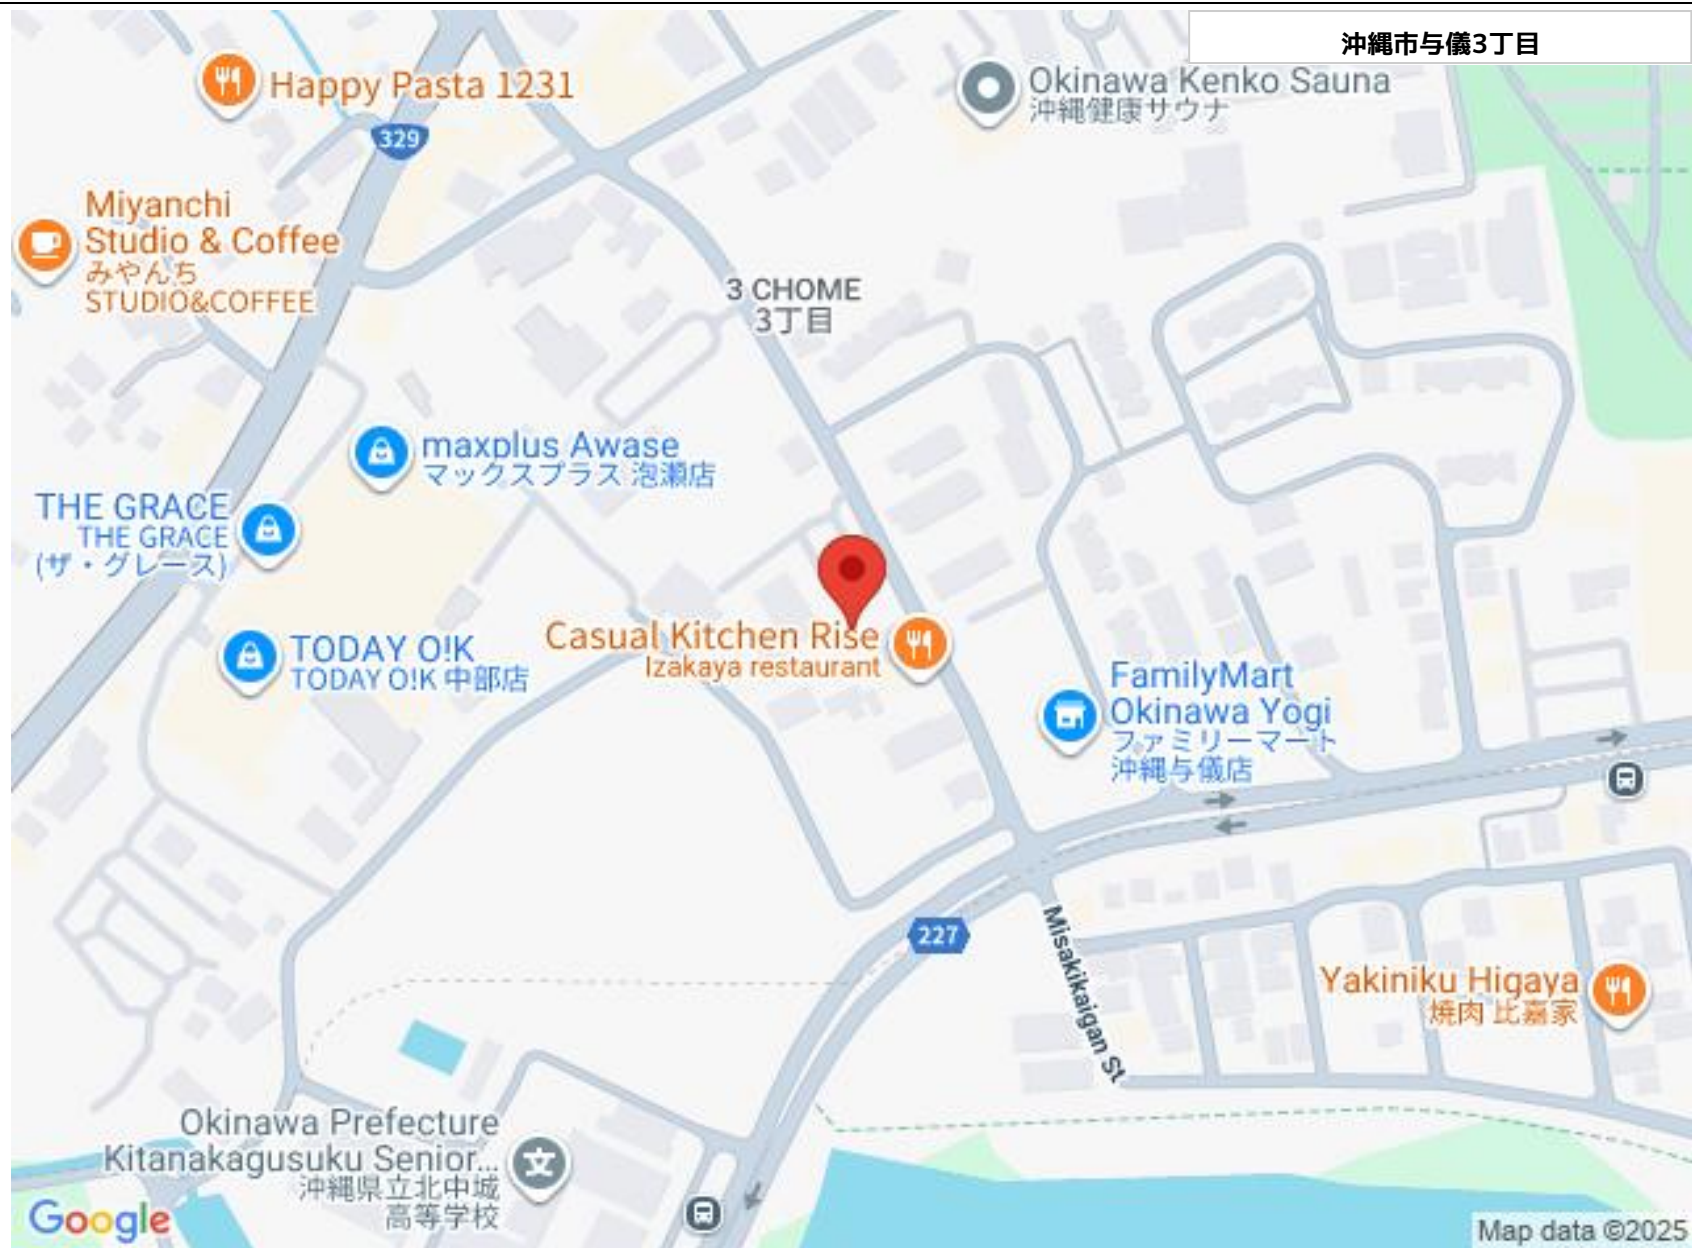 沖縄市与儀3丁目
Happy Pasta 1231
Okinawa Kenko Sauna
沖縄健康サウナ
329
Miyanchi
Studio & Coffee
みやんち
STUDIO&COFFEE
3 CHOME
3丁目
maxplus Awase
マックスプラス 泡瀬店
THE GRACE
THE GRACE
(ザ・グレース)
Casual Kitchen Rise
Izakaya restaurant
TODAY O!K
TODAY O!K 中部店
FamilyMart
Okinawa Yogi
ファミリーマート
沖縄与儀店
227
Misakikaigan St
Yakiniku Higaya
焼肉 比嘉家
Okinawa Prefecture
Kitanakagusuku Senior...
沖縄県立北中城
高等学校
文
Google
Map data ©2025